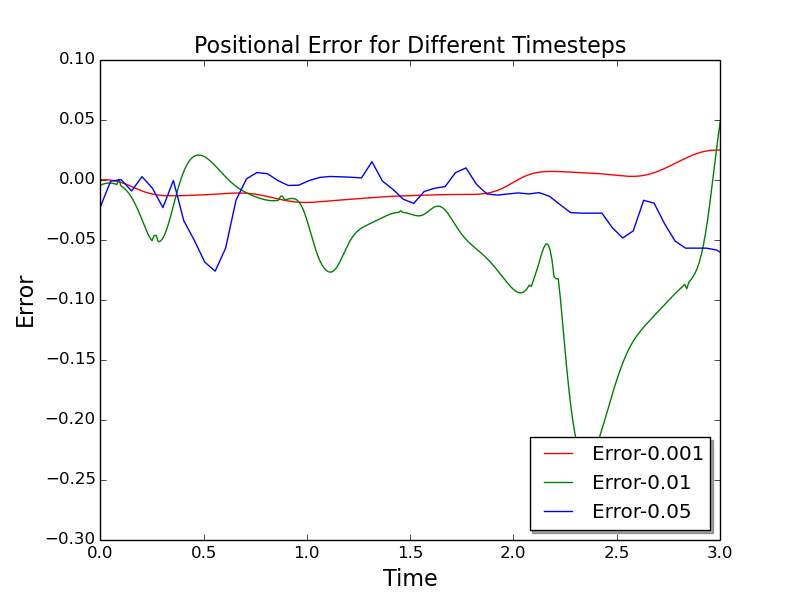 Positional Error for Different Timesteps
0.10
0.05
0.00
−0.05
−0.10
−0.15
−0.20
−0.25
−0.30
Error
Error-0.001
Error-0.01
Error-0.05
0.0 0.5 1.0 1.5 2.0 2.5 3.0
Time